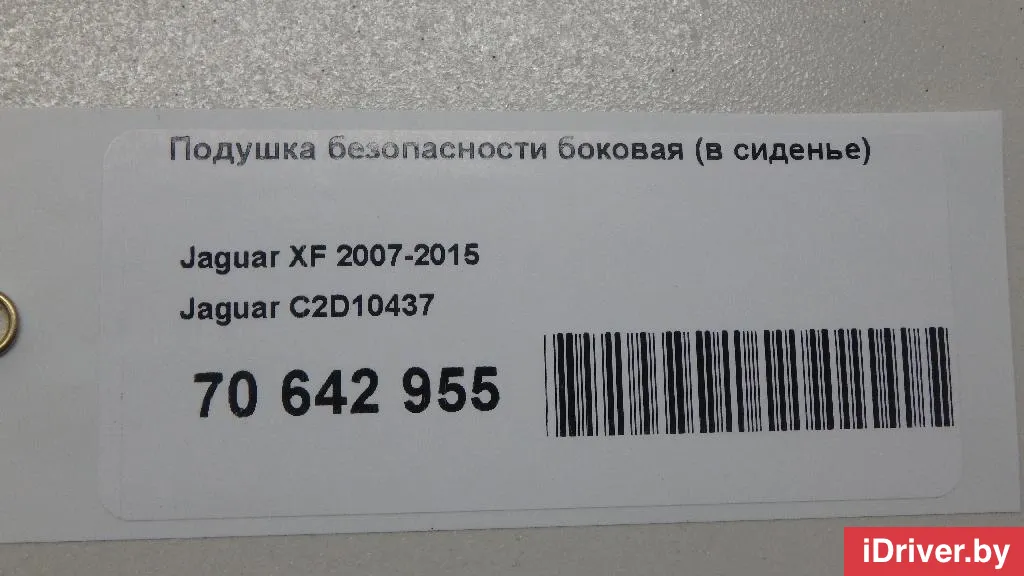 Подушка безопасности боковая (в сиденье)
Jaguar XF 2007-2015
Jaguar C2D10437
70 642 955
iDriver.by